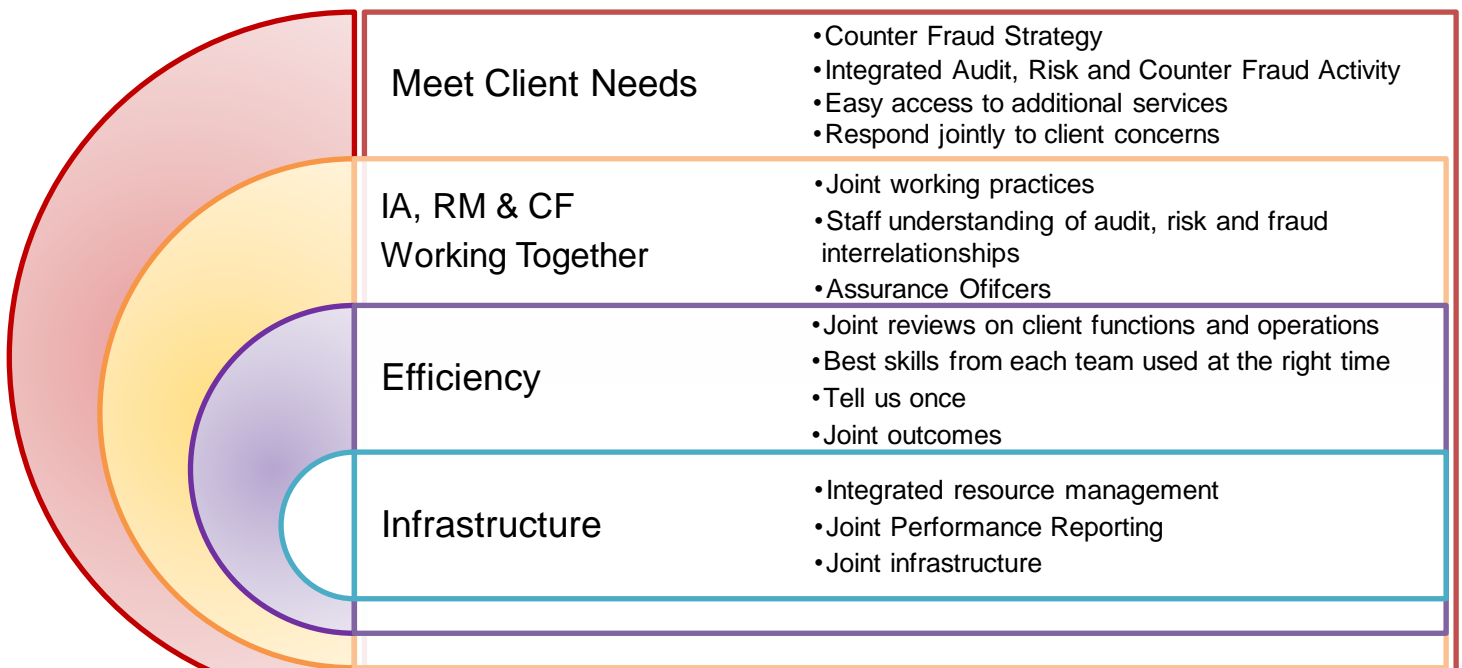 Meet Client Needs
•Counter Fraud Strategy
•Integrated Audit, Risk and Counter Fraud Activity
•Easy access to additional services
•Respond jointly to client concerns
IA, RM & CF
Working Together
•Joint working practices
•Staff understanding of audit, risk and fraud
interrelationships
•Assurance Ofifcers
Efficiency
•Joint reviews on client functions and operations
•Best skills from each team used at the right time
•Tell us once
•Joint outcomes
Infrastructure
•Integrated resource management
•Joint Performance Reporting
•Joint infrastructure